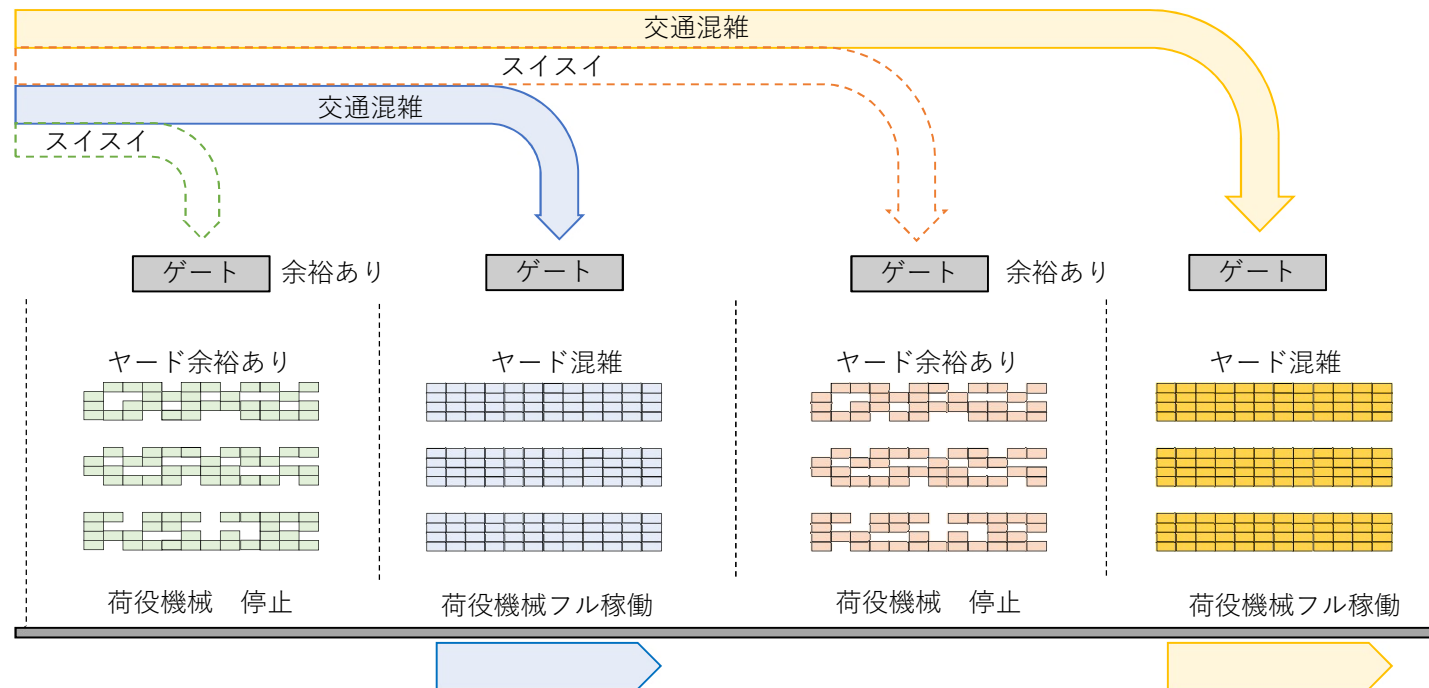 交通混雑
スイスイ
交通混雑
スイスイ
ゲート 余裕あり
ゲート
ゲート 余裕あり
ゲート
ヤード余裕あり
ヤード混雑
ヤード余裕あり
ヤード混雑
荷役機械　停止
荷役機械フル稼働
荷役機械　停止
荷役機械フル稼働